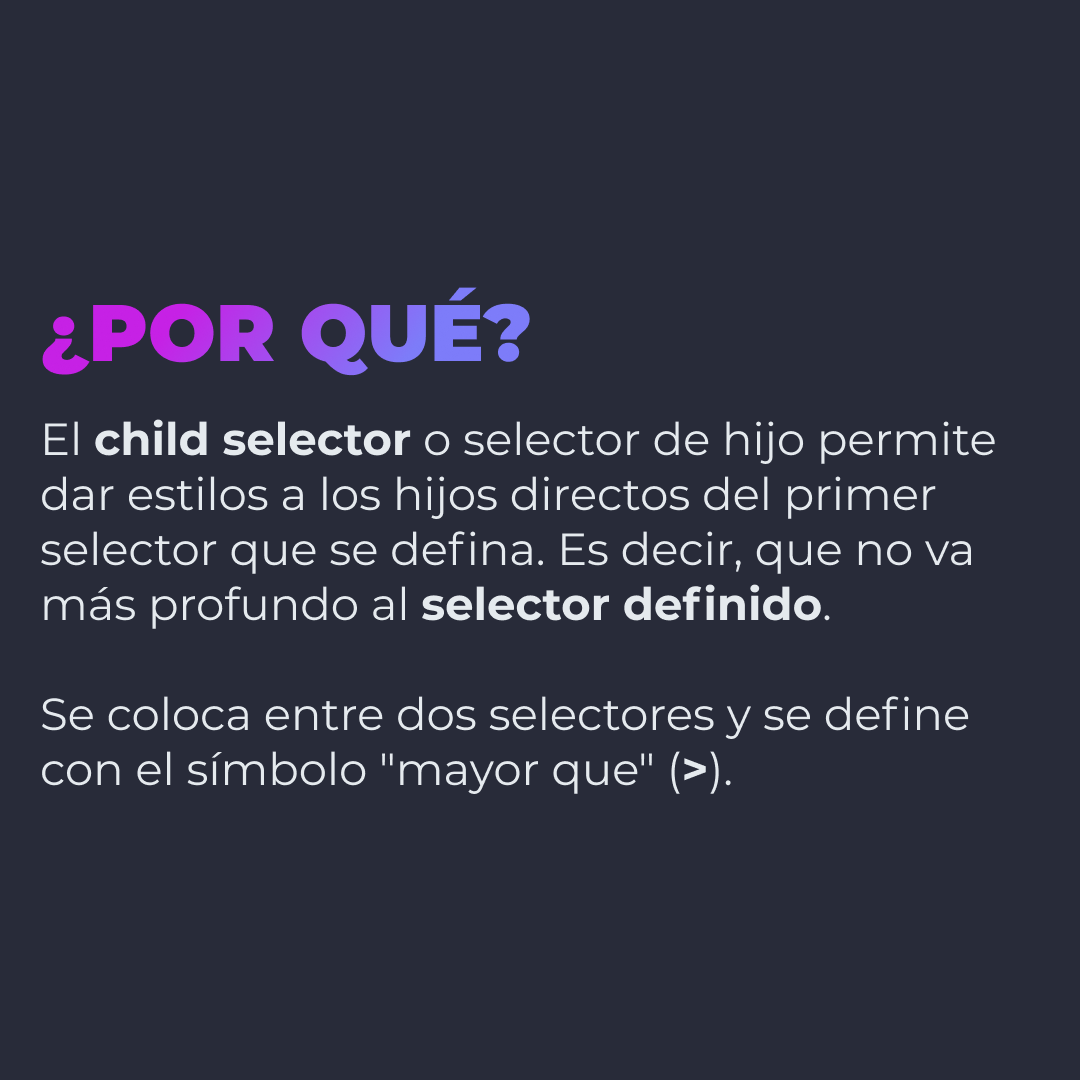 ¿POR QUÉ?
El child selector o selector de hijo permite
dar estilos a los hijos directos del primer
selector que se defina. Es decir, que no va
más profundo al selector definido.
Se coloca entre dos selectores y se define
con el símbolo "mayor que" (>).